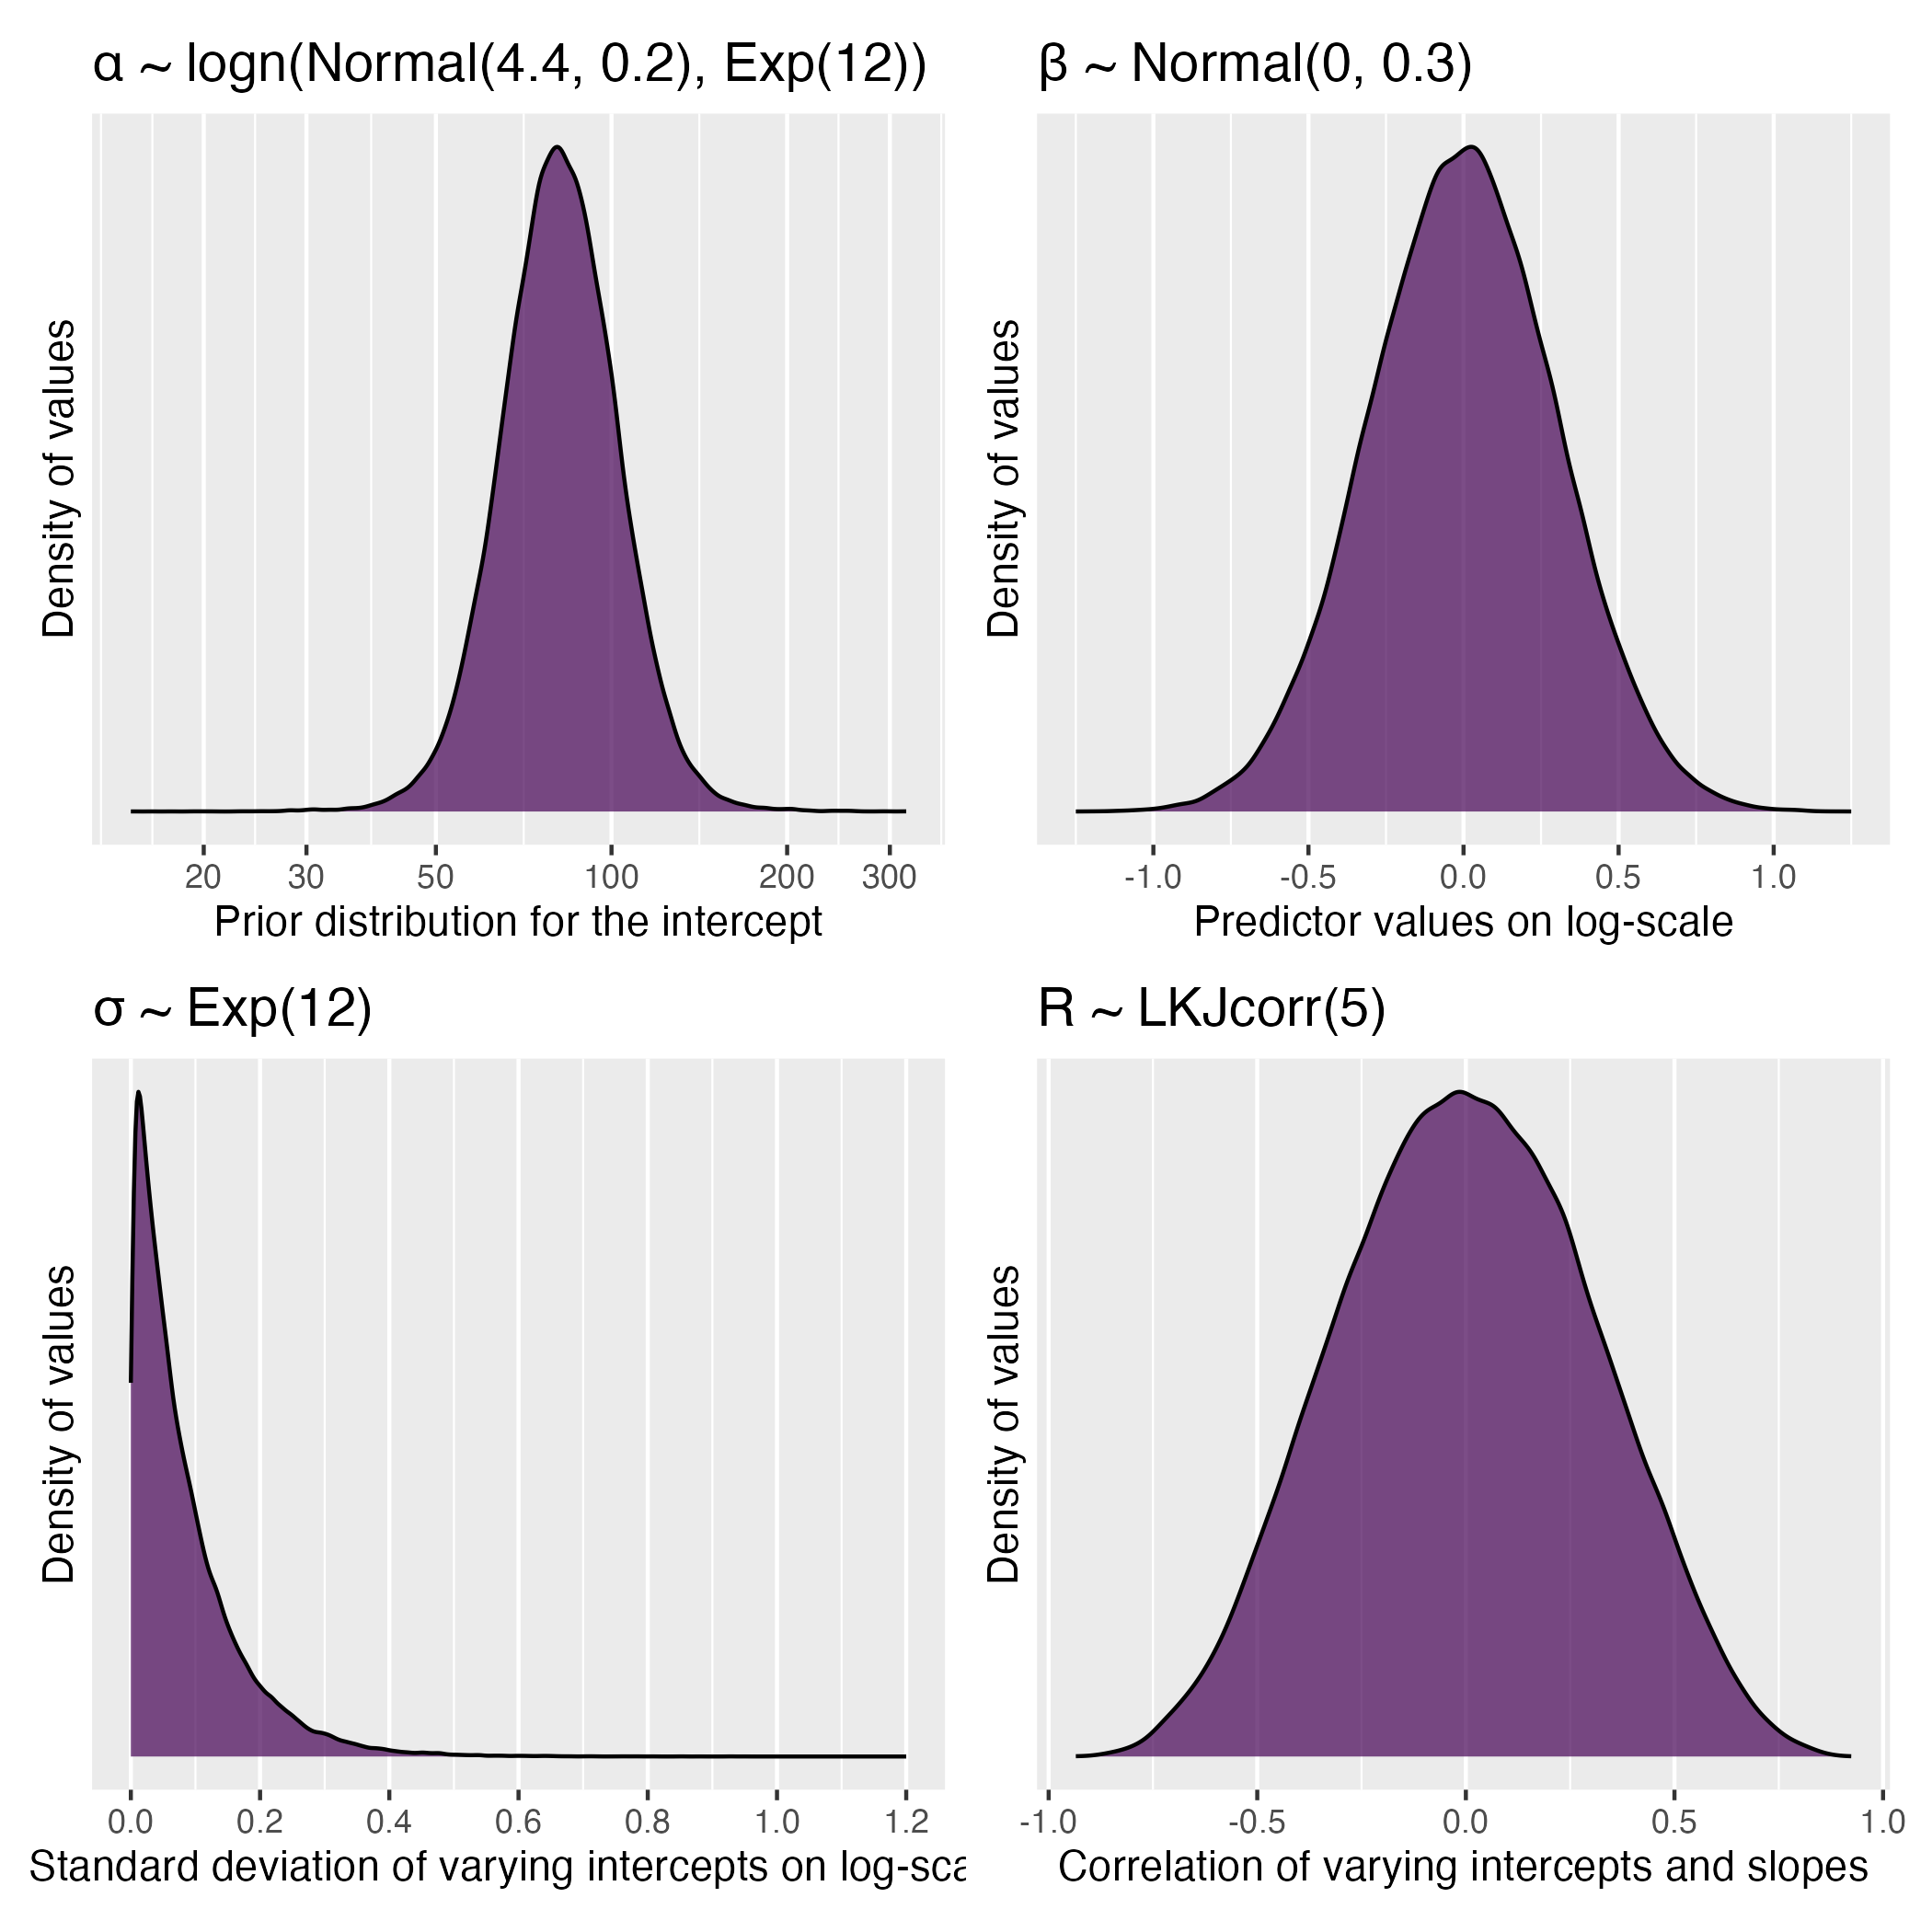 α ~ logn(Normal(4.4, 0.2), Exp(12))
Density of values
20 30 50 100 200 300
Prior distribution for the intercept
β ~ Normal(0, 0.3)
Density of values
-1.0 -0.5 0.0 0.5 1.0
Predictor values on log-scale
σ ~ Exp(12)
Density of values
0.0 0.2 0.4 0.6 0.8 1.0 1.2
Standard deviation of varying intercepts on log-sca
R ~ LKJcorr(5)
Density of values
-1.0 -0.5 0.0 0.5 1.0
Correlation of varying intercepts and slopes